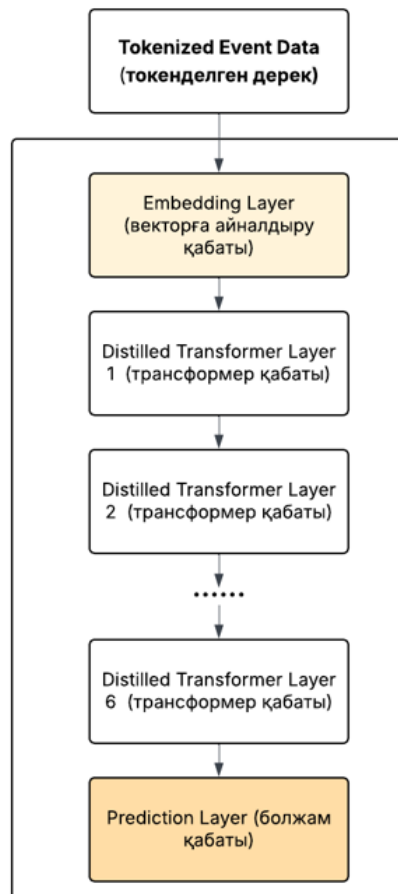 Tokenized Event Data
(токенделген дерек)
Embedding Layer
(векторға айналдыру
қабаты)
Distilled Transformer Layer
1 (трансформер қабаты)
Distilled Transformer Layer
2 (трансформер қабаты)
......
Distilled Transformer Layer
6 (трансформер қабаты)
Prediction Layer (болжам
қабаты)